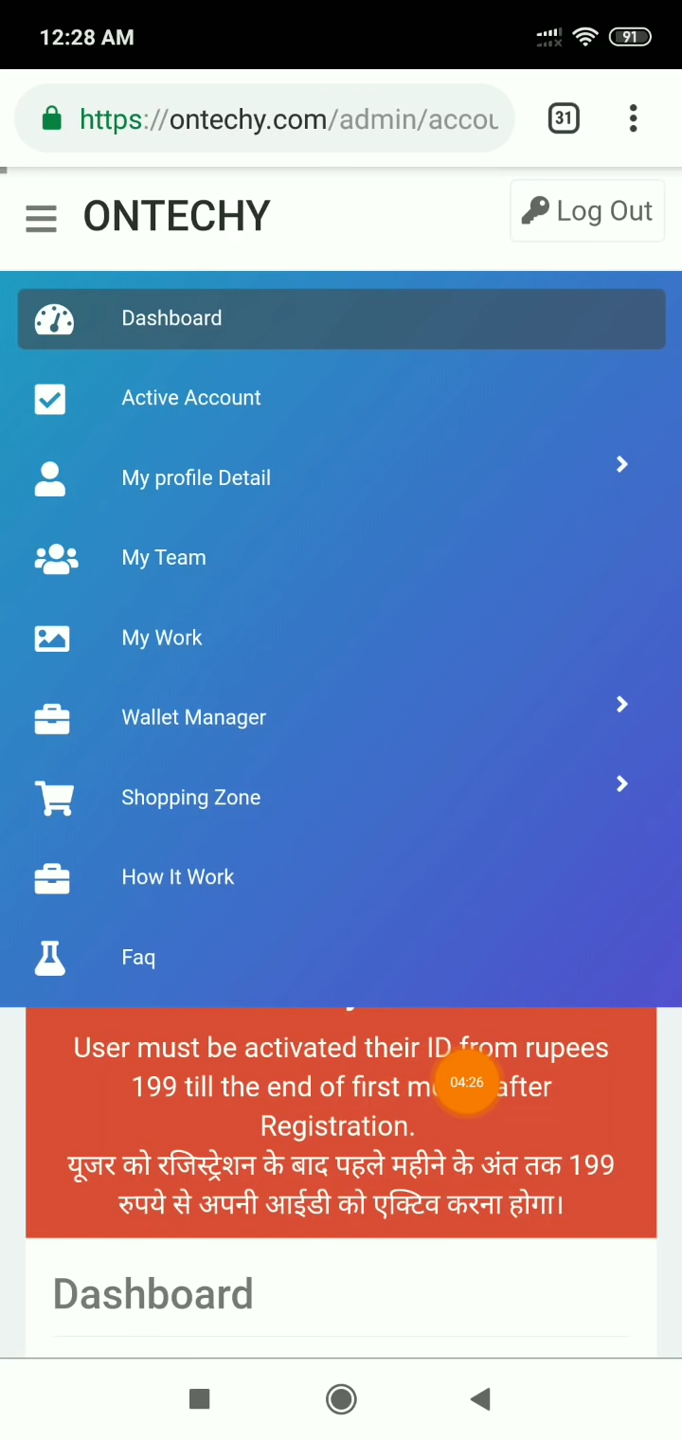 12:28 AM
91
https://ontechy.com/admin/accou
31
ONTECHY
Log Out
Dashboard
Active Account
My profile Detail
My Team
My Work
Wallet Manager
Shopping Zone
How It Work
Faq
User must be activated their ID from rupees
199 till the end of first after
Registration.
04:26
यूजर को रजिस्ट्रेशन के बाद पहले महीने के अंत तक 199
रुपये से अपनी आईडी को एक्टिव करना होगा।
Dashboard